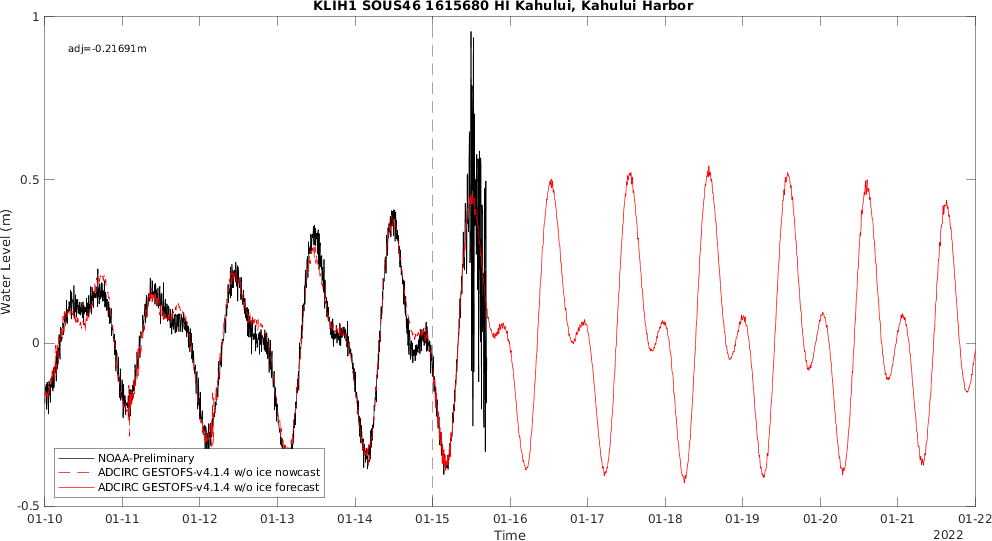 KLIH1 SOUS46 1615680 HI Kahului, Kahului Harbor
1
adj=-0.21691m
0.5
Water Level (m)
0
NOAA-Preliminary
ADCIRC GESTOFS-v4.1.4 w/o ice nowcast
ADCIRC GESTOFS-v4.1.4 w/o ice forecast
-0.5
01-10 01-11 01-12 01-13 01-14 01-15 01-16 01-17 01-18 01-19 01-20 01-21 01-22
Time
2022